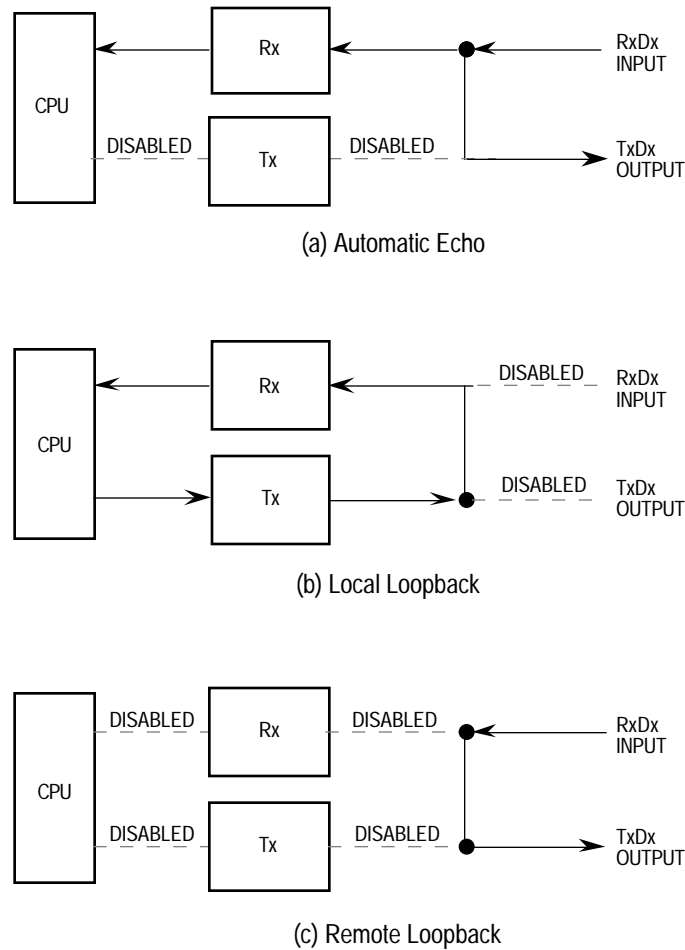 Rx
RxDx
INPUT
CPU
DISABLED
Tx
DISABLED
TxDx
OUTPUT
(a) Automatic Echo
Rx
DISABLED
RxDx
INPUT
CPU
Tx
DISABLED
TxDx
OUTPUT
(b) Local Loopback
DISABLED
Rx
DISABLED
RxDx
INPUT
CPU
DISABLED
Tx
DISABLED
TxDx
OUTPUT
(c) Remote Loopback